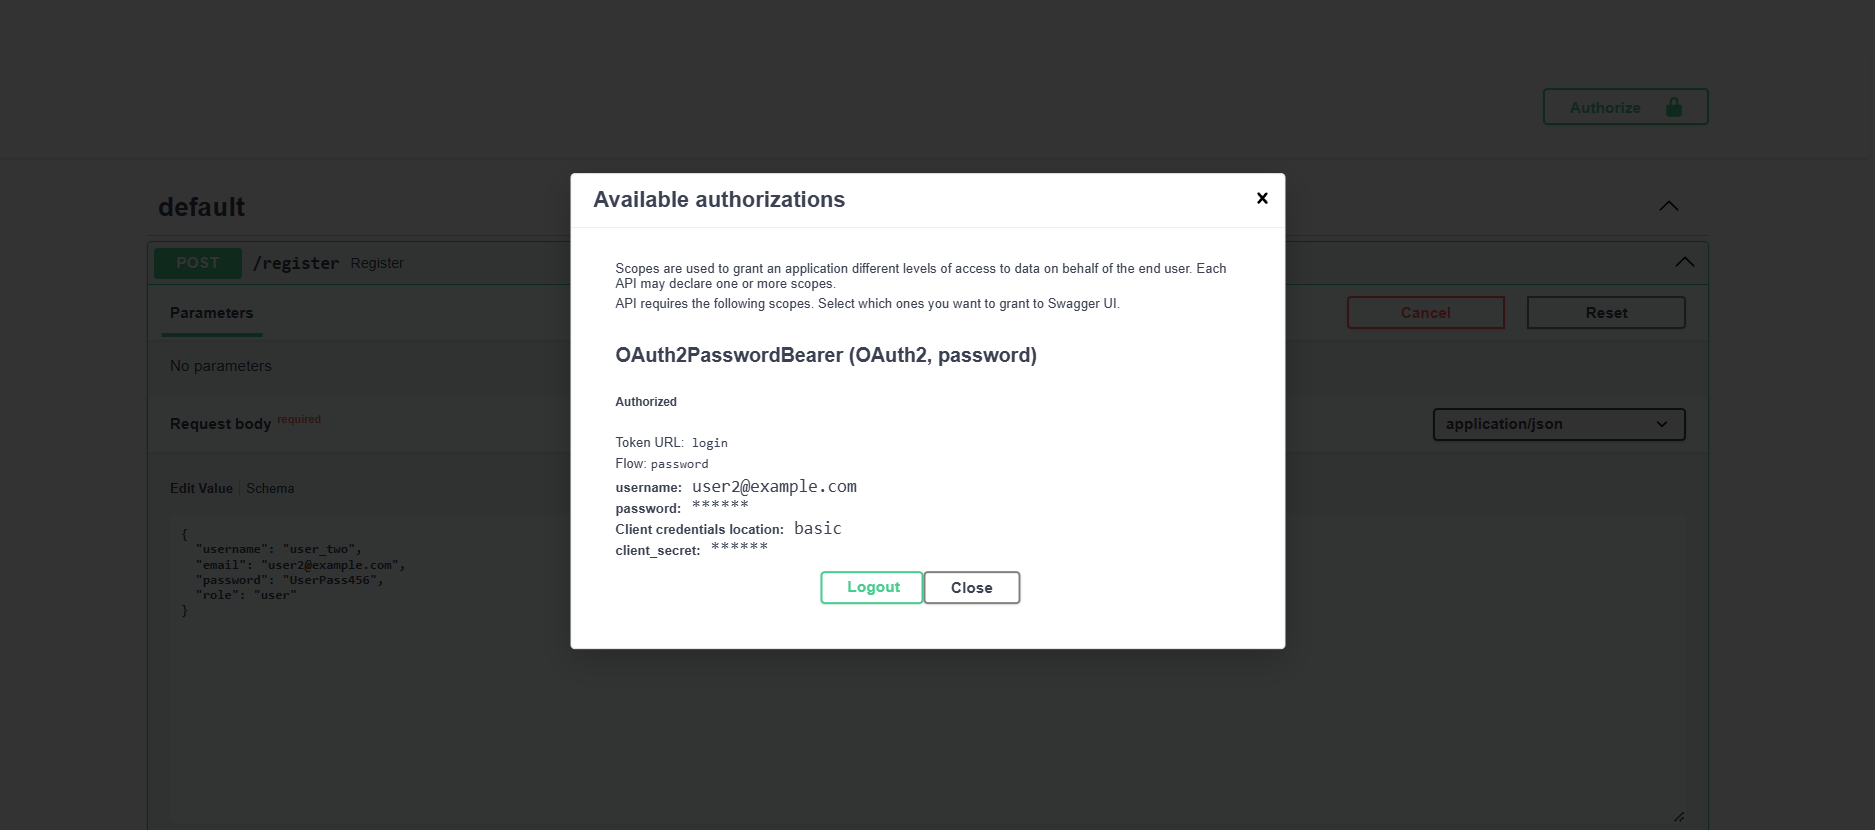 Authorize
default
POST /register Register
Parameters
Cancel
Reset
No parameters
Request body required
application/json
Edit Value
Schema
{
"username": "user_two",
"email": "user2@example.com",
"password": "UserPass456",
"role": "user"
}
Available authorizations
Scopes are used to grant an application different levels of access to data on behalf of the end user. Each
API may declare one or more scopes.
API requires the following scopes. Select which ones you want to grant to Swagger UI.
OAuth2PasswordBearer (OAuth2, password)
Authorized
Token URL: login
Flow: password
username: user2@example.com
password: ******
Client credentials location: basic
client_secret: ******
Logout
Close